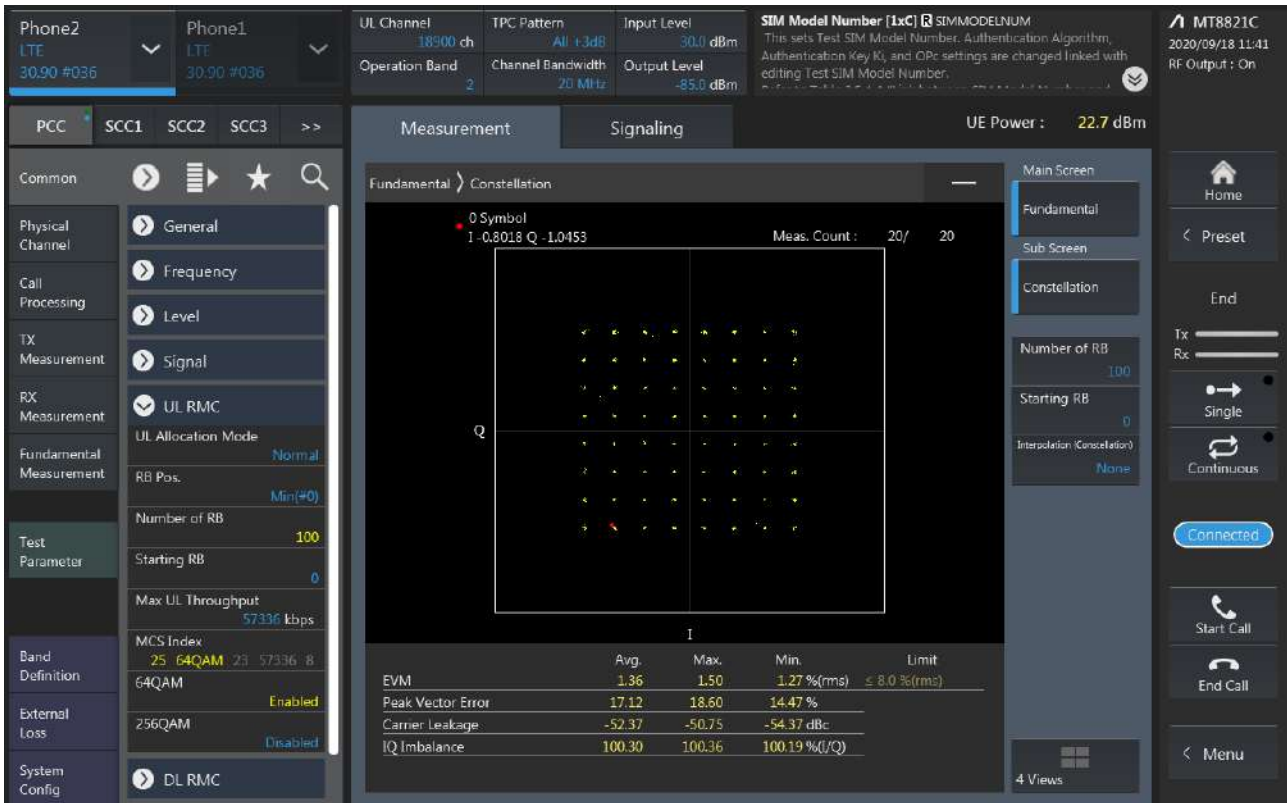 Phone2
LTE
30.90 #036
Phone1
LTE
30.90 #036
UL Channel
18900 ch
TPC Pattern
All +3dB
Input Level
30.0 dBm
Operation Band
2
Channel Bandwidth
20 MHz
Output Level
-85.0 dBm
SIM Model Number [1xC] R SIMMODELNUM
This sets Test SIM Model Number. Authentication Algorithm,
Authentication Key Ki, and OPc settings are changed linked with
editing Test SIM Model Number.
MT8821C
2020/09/18 11:41
RF Output : On
PCC SCC1 SCC2 SCC3 >>
Measurement
Signaling
UE Power : 22.7 dBm
Common
Physical
Channel
Call
Processing
TX
Measurement
RX
Measurement
Fundamental
Measurement
Test
Parameter
Band
Definition
External
Loss
System
Config
General
Frequency
Level
Signal
UL RMC
UL Allocation Mode
Normal
RB Pos.
Min(#0)
Number of RB
100
Starting RB
0
Max UL Throughput
57336 kbps
MCS Index
25 64QAM 23 57336 8
64QAM
Enabled
256QAM
Disabled
DL RMC
Fundamental 〉 Constellation
0 Symbol
I -0.8018 Q -1.0453
Meas. Count : 20/ 20
Q
I
Avg. Max. Min. Limit
EVM 1.36 1.50 1.27 %(rms) ≤ 8.0 %(rms)
Peak Vector Error 17.12 18.60 14.47 %
Carrier Leakage -52.37 -50.75 -54.37 dBc
IQ Imbalance 100.30 100.36 100.19 %(I/Q)
Main Screen
Fundamental
Sub Screen
Constellation
Number of RB
100
Starting RB
0
Interpolation (Constellation)
None
4 Views
Home
< Preset
End
Tx
Rx
Single
Continuous
Connected
Start Call
End Call
< Menu